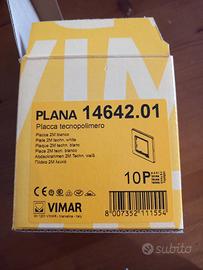 VIM
PLANA 14642.01
Placca tecnopolimero
Placca 2M bianco
Plate 2M techn. white
Plaque 2M techn. blanc
Placa 2M tecn. blanco
Abdeckrahmen 2M Techn. weiß
10P
VIMAR
8 007352 111554
subito